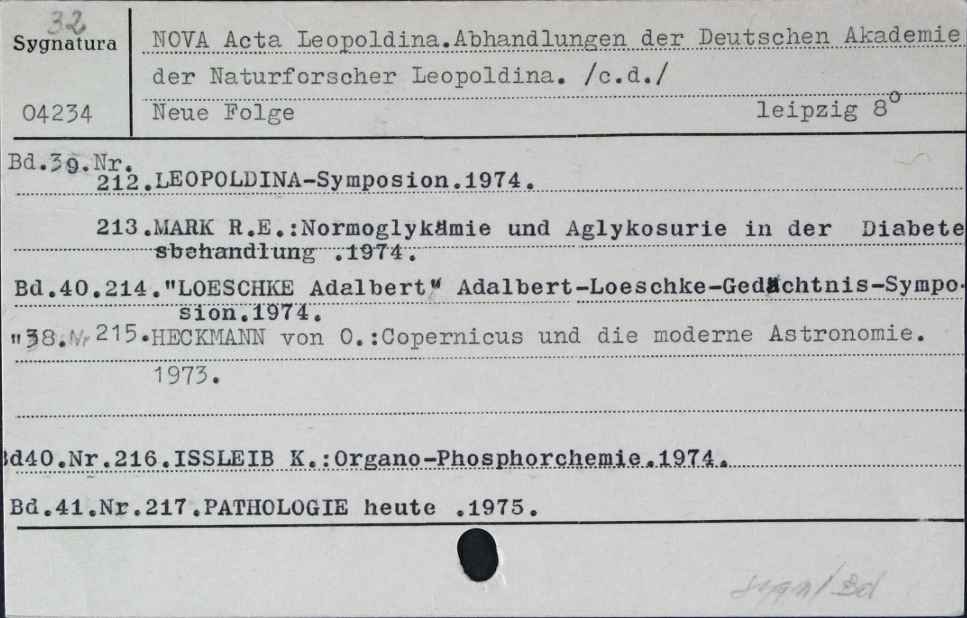 32
Sygnatura
NOVA Acta Leopoldina.Abhandlungen der Deutschen Akademie
der Naturforscher Leopoldina. /c.d./
04234
Neue Folge leipzig 8°
Bd.39.Nr.
212.LEOPOLDINA-Symposion.1974.
213.MARK R.E.:Normoglykämie und Aglykosurie in der Diabete
sbehandlung .1974.
Bd.40.214."LOESCHKE Adalbert" Adalbert-Loeschke-Gedächtnis-Sympo-
sion.1974.
"38.Nr 215.HECKMANN von O.:Copernicus und die moderne Astronomie.
1973.
Bd40.Nr.216.ISSLEIB K.:Organo-Phosphorchemie.1974.
Bd.41.Nr.217.PATHOLOGIE heute .1975.
Bd